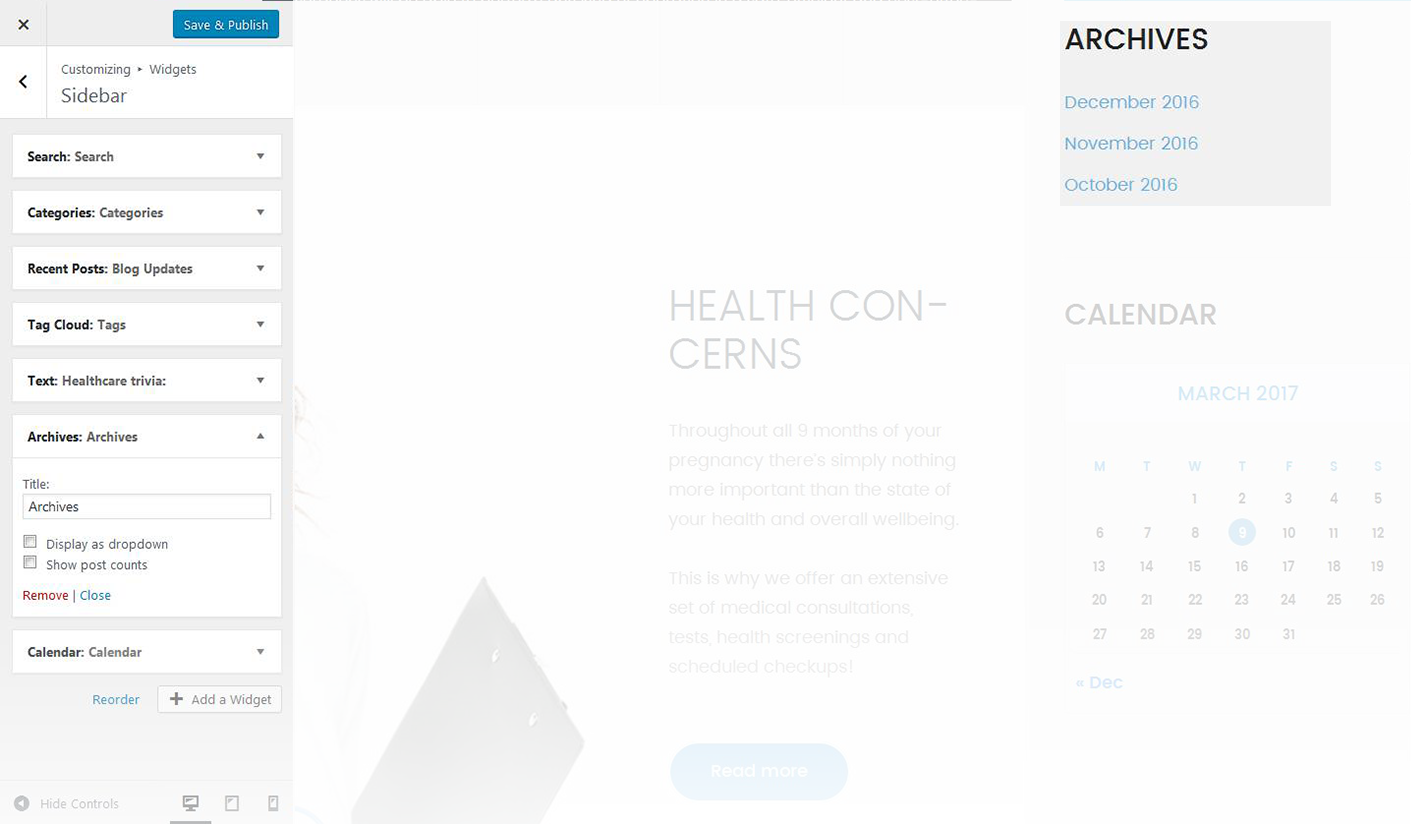 Save & Publish
Customizing ▸ Widgets
Sidebar
Search: Search
Categories: Categories
Recent Posts: Blog Updates
Tag Cloud: Tags
Text: Healthcare trivia:
Archives: Archives
Title:
Archives
Display as dropdown
Show post counts
Remove | Close
Calendar: Calendar
Reorder
Add a Widget
Hide Controls
HEALTH CON-
CERNS
Throughout all 9 months of your
pregnancy there's simply nothing
more important than the state of
your health and overall wellbeing.
This is why we offer an extensive
set of medical consultations,
tests, health screenings and
scheduled checkups!
Read more
ARCHIVES
December 2016
November 2016
October 2016
CALENDAR
MARCH 2017
M T W T F S S
1 2 3 4 5
6 7 8 9 10 11 12
13 14 15 16 17 18 19
20 21 22 23 24 25 26
27 28 29 30 31
« Dec